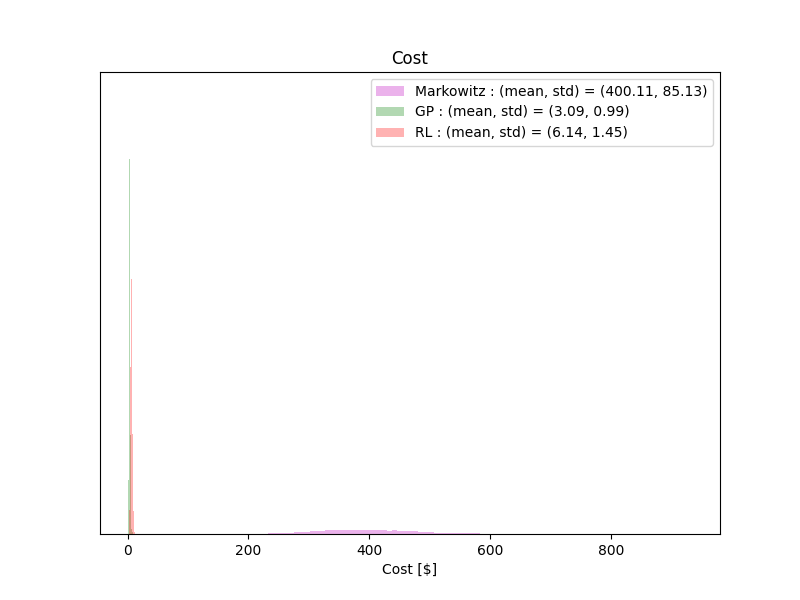 Cost
Markowitz : (mean, std) = (400.11, 85.13)
GP : (mean, std) = (3.09, 0.99)
RL : (mean, std) = (6.14, 1.45)
0 200 400 600 800
Cost [$]